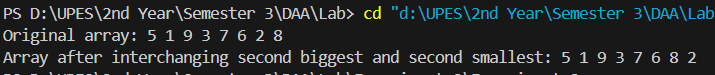 PS D:\UPES\2nd Year\Semester 3\DAA\Lab> cd "d:\UPES\2nd Year\Semester 3\DAA\Lab
Original array: 5 1 9 3 7 6 2 8
Array after interchanging second biggest and second smallest: 5 1 9 3 7 6 8 2